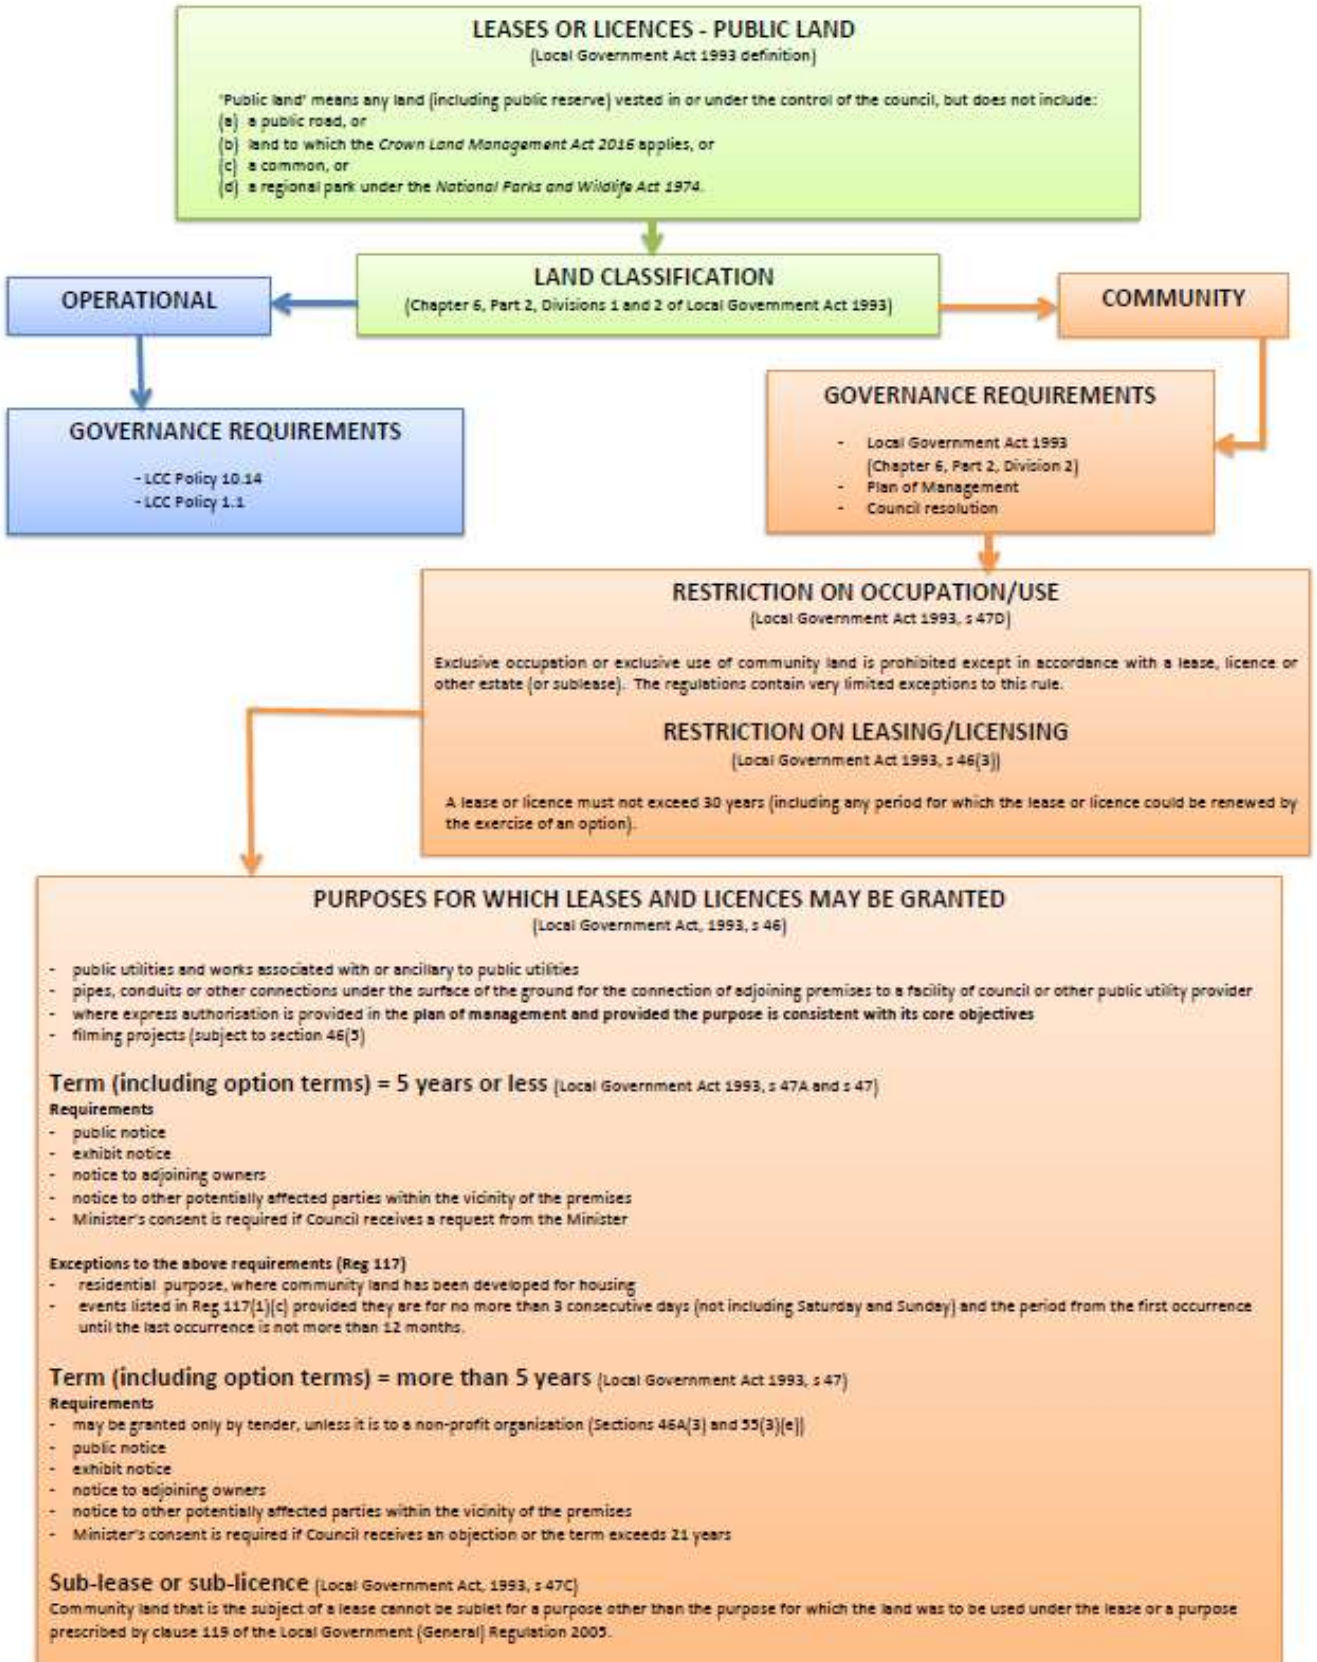 LEASES OR LICENCES - PUBLIC LAND
(Local Government Act 1993 definition)
'Public land' means any land (including public reserve) vested in or under the control of the council, but does not include:
(a) a public road, or
(b) land to which the Crown Land Management Act 2016 applies, or
(c) a common, or
(d) a regional park under the National Parks and Wildlife Act 1974.
LAND CLASSIFICATION
(Chapter 6, Part 2, Divisions 1 and 2 of Local Government Act 1993)
OPERATIONAL
COMMUNITY
GOVERNANCE REQUIREMENTS
- LCC Policy 10.14
- LCC Policy 1.1
GOVERNANCE REQUIREMENTS
- Local Government Act 1993
(Chapter 6, Part 2, Division 2)
- Plan of Management
- Council resolution
RESTRICTION ON OCCUPATION/USE
(Local Government Act 1993, s 47D)
Exclusive occupation or exclusive use of community land is prohibited except in accordance with a lease, licence or
other estate (or sublease). The regulations contain very limited exceptions to this rule.
RESTRICTION ON LEASING/LICENSING
(Local Government Act 1993, s 46(3))
A lease or licence must not exceed 30 years (including any period for which the lease or licence could be renewed by
the exercise of an option).
PURPOSES FOR WHICH LEASES AND LICENCES MAY BE GRANTED
(Local Government Act, 1993, s 46)
- public utilities and works associated with or ancillary to public utilities
- pipes, conduits or other connections under the surface of the ground for the connection of adjoining premises to a facility of council or other public utility provider
- where express authorisation is provided in the plan of management and provided the purpose is consistent with its core objectives
- filming projects (subject to section 46(5)
Term (including option terms) = 5 years or less (Local Government Act 1993, s 47A and s 47)
Requirements
- public notice
- exhibit notice
- notice to adjoining owners
- notice to other potentially affected parties within the vicinity of the premises
- Minister's consent is required if Council receives a request from the Minister
Exceptions to the above requirements (Reg 117)
- residential purpose, where community land has been developed for housing
- events listed in Reg 117(1)(c) provided they are for no more than 3 consecutive days (not including Saturday and Sunday) and the period from the first occurrence
until the last occurrence is not more than 12 months.
Term (including option terms) = more than 5 years (Local Government Act 1993, s 47)
Requirements
- may be granted only by tender, unless it is to a non-profit organisation (Sections 46A(3) and 55(3)(e))
- public notice
- exhibit notice
- notice to adjoining owners
- notice to other potentially affected parties within the vicinity of the premises
- Minister's consent is required if Council receives an objection or the term exceeds 21 years
Sub-lease or sub-licence (Local Government Act, 1993, s 47C)
Community land that is the subject of a lease cannot be sublet for a purpose other than the purpose for which the land was to be used under the lease or a purpose
prescribed by clause 119 of the Local Government (General) Regulation 2005.